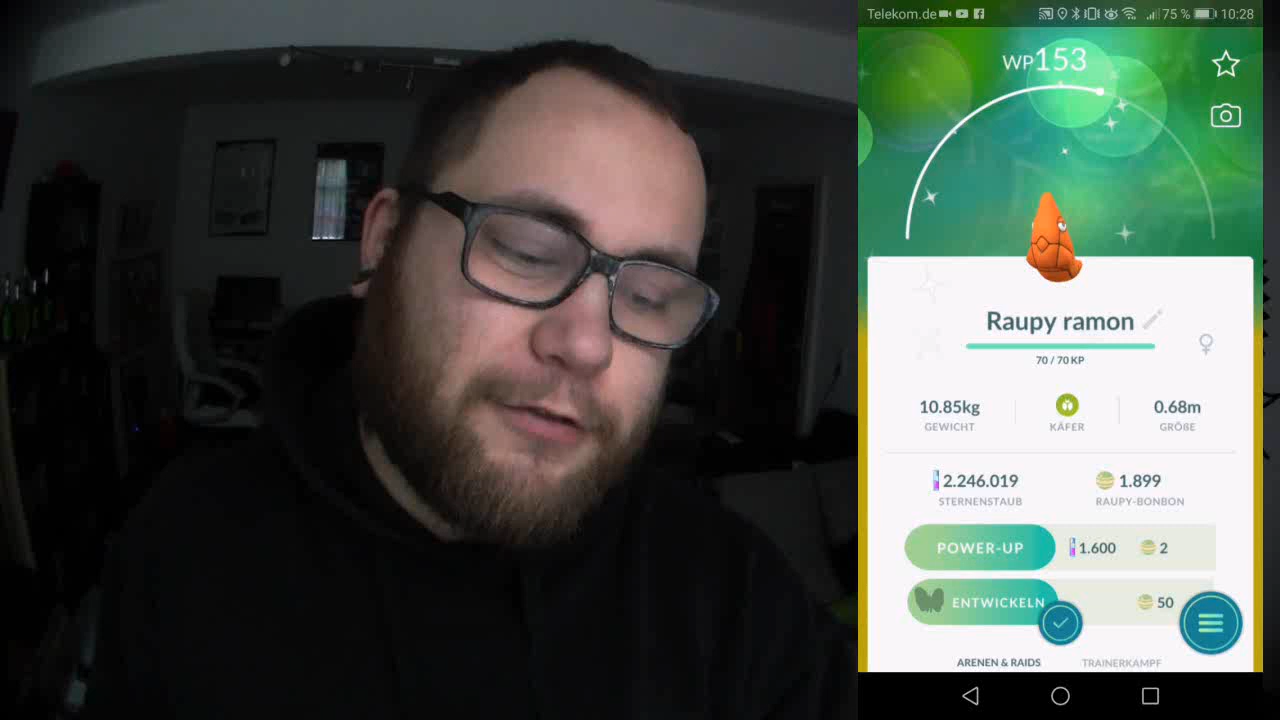 Telekom.de 75 % 10:28
WP153
Raupy ramon
70 / 70 KP
10.85kg
GEWICHT
KÄFER
0.68m
GRÖßE
2.246.019
STERNENSTAUB
1.899
RAUPY-BONBON
POWER-UP 1.600 2
ENTWICKELN 50
ARENEN & RAIDS TRAINERKAMPF